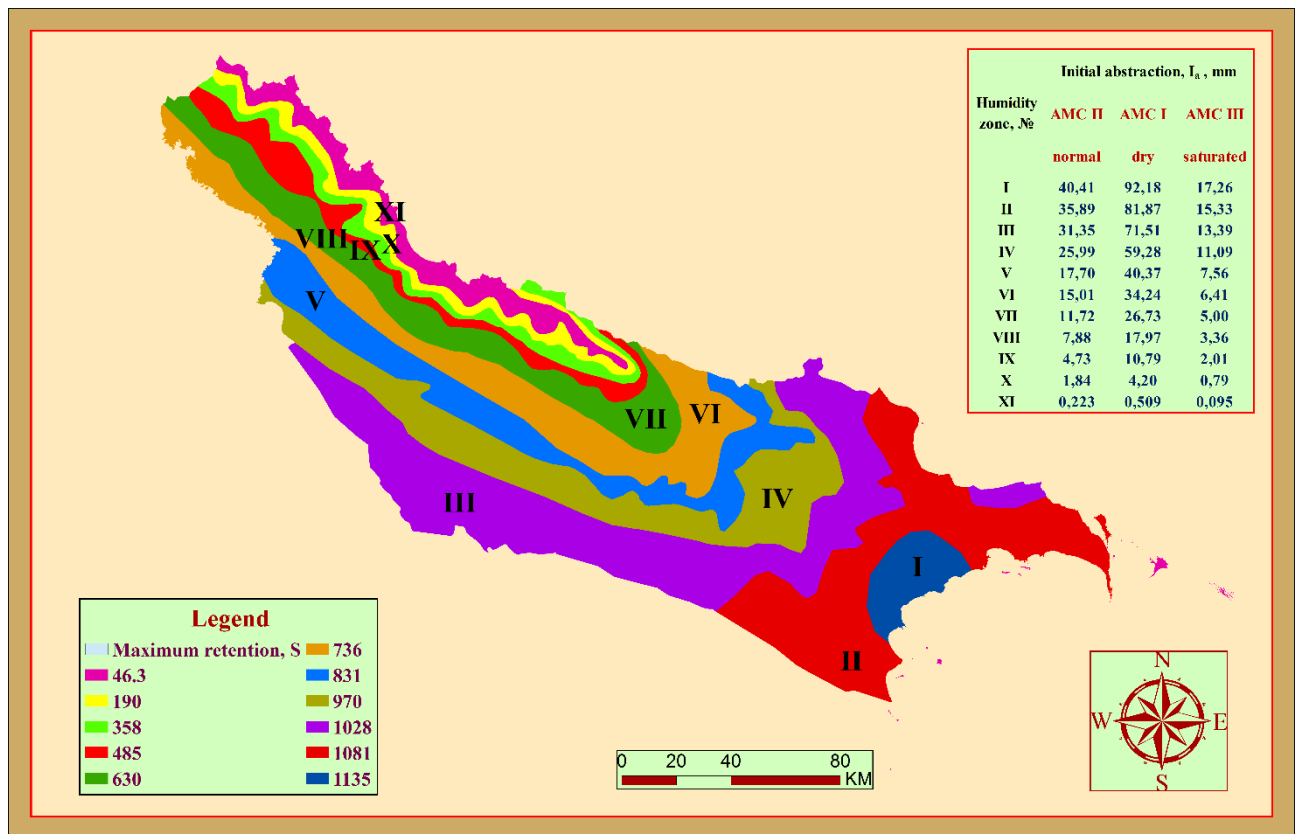 Initial abstraction, Ia , mm
Humidity zone, № AMC II AMC I AMC III
normal dry saturated
I 40,41 92,18 17,26
II 35,89 81,87 15,33
III 31,35 71,51 13,39
IV 25,99 59,28 11,09
V 17,70 40,37 7,56
VI 15,01 34,24 6,41
VII 11,72 26,73 5,00
VIII 7,88 17,97 3,36
IX 4,73 10,79 2,01
X 1,84 4,20 0,79
XI 0,223 0,509 0,095
XI
X
VIII
IX
V
VII
VI
III
IV
I
II
Legend
Maximum retention, S
46.3
190
358
485
630
736
831
970
1028
1081
1135
0 20 40 80
KM
N
W E
S